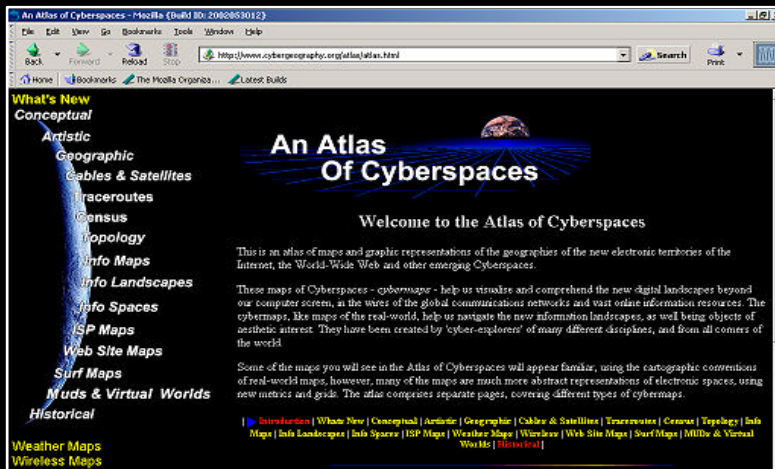 An Atlas of Cyberspaces - Mozilla {Build ID: 2002053012}
File Edit View Go Bookmarks Tools Window Help
Back Forward Reload Stop http://www.cybergeography.org/atlas/atlas.html Search Print
Home Bookmarks The Mozilla Organiza... Latest Builds
What's New
Conceptual
Artistic
Geographic
Cables & Satellites
Traceroutes
Census
Topology
Info Maps
Info Landscapes
Info Spaces
ISP Maps
Web Site Maps
Surf Maps
Muds & Virtual Worlds
Historical
Weather Maps
Wireless Maps
An Atlas
Of Cyberspaces
Welcome to the Atlas of Cyberspaces
This is an atlas of maps and graphic representations of the geographies of the new electronic territories of the
Internet, the World-Wide Web and other emerging Cyberspaces.
These maps of Cyberspaces - cybermaps - help us visualise and comprehend the new digital landscapes beyond
our computer screen, in the wires of the global communications networks and vast online information resources. The
cybermaps, like maps of the real-world, help us navigate the new information landscapes, as well being objects of
aesthetic interest. They have been created by 'cyber-explorers' of many different disciplines, and from all corners of
the world.
Some of the maps you will see in the Atlas of Cyberspaces will appear familiar, using the cartographic conventions
of real-world maps, however, many of the maps are much more abstract representations of electronic spaces, using
new metrics and grids. The atlas comprises separate pages, covering different types of cybermaps.
| Introduction | Whats New | Conceptual | Artistic | Geographic | Cables & Satellites | Traceroutes | Census | Topology | Info
Maps | Info Landscapes | Info Spaces | ISP Maps | Weather Maps | Wireless | Web Site Maps | Surf Maps | MUDs & Virtual
Worlds | Historical |